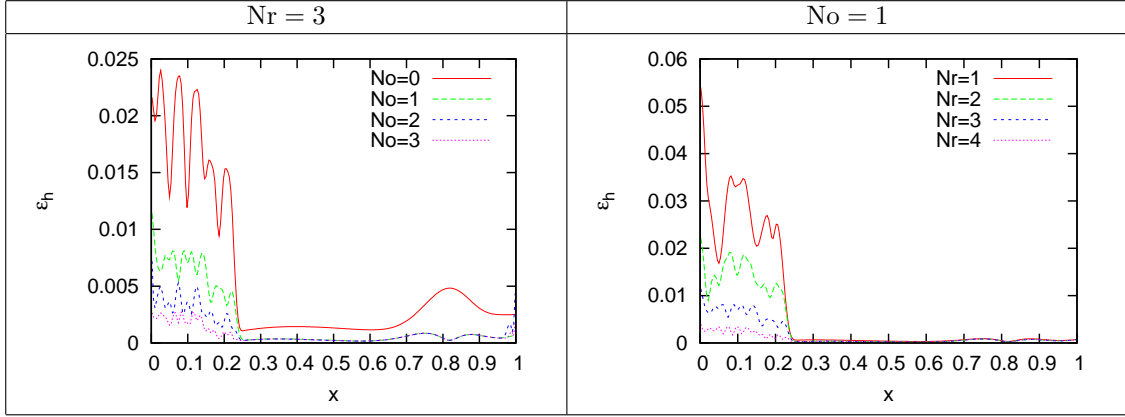 Nr = 3
No = 1
0.025
0.02
0.015
0.01
0.005
0
0 0.1 0.2 0.3 0.4 0.5 0.6 0.7 0.8 0.9 1
ε_h
x
No=0
No=1
No=2
No=3
0.06
0.05
0.04
0.03
0.02
0.01
0
0 0.1 0.2 0.3 0.4 0.5 0.6 0.7 0.8 0.9 1
ε_h
x
Nr=1
Nr=2
Nr=3
Nr=4